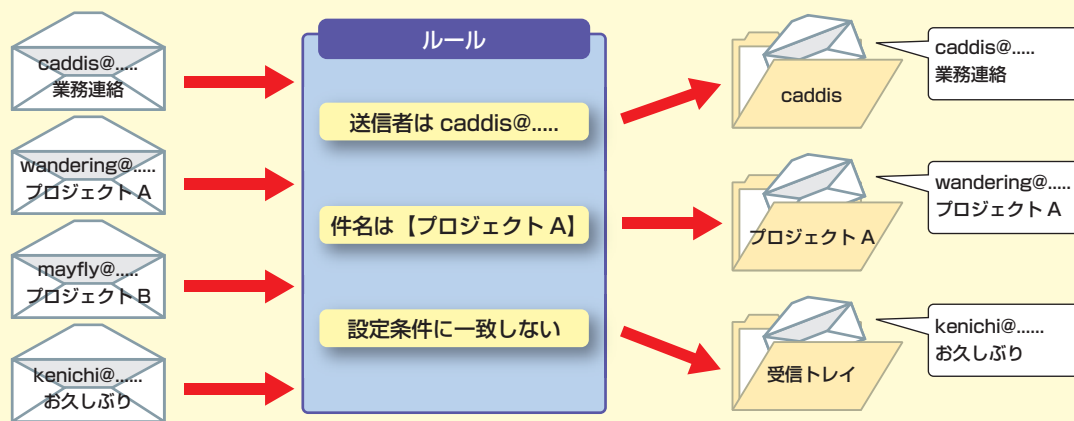 caddis@.....
業務連絡
wandering@.....
プロジェクト A
mayfly@.....
プロジェクト B
kenichi@......
お久しぶり
ルール
送信者は caddis@.....
件名は【プロジェクト A】
設定条件に一致しない
caddis
caddis@.....
業務連絡
プロジェクト A
wandering@.....
プロジェクト A
受信トレイ
kenichi@......
お久しぶり